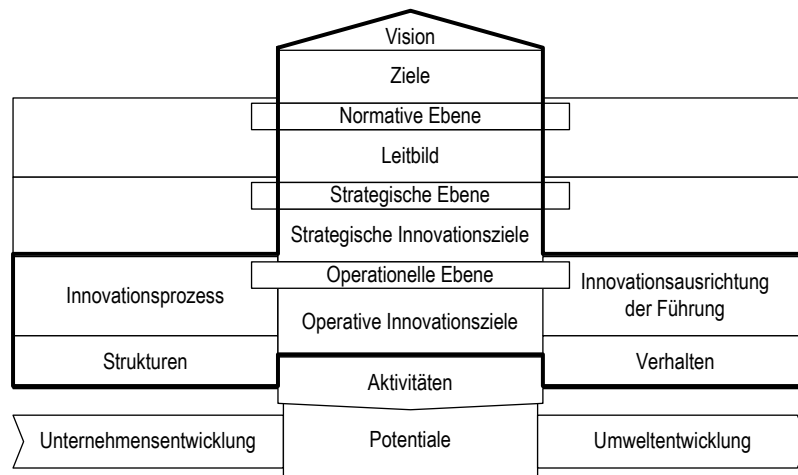 Vision
Ziele
Normative Ebene
Leitbild
Strategische Ebene
Strategische Innovationsziele
Operationelle Ebene
Innovationsprozess
Innovationsausrichtung
der Führung
Operative Innovationsziele
Strukturen
Verhalten
Aktivitäten
Unternehmensentwicklung
Potentiale
Umweltentwicklung